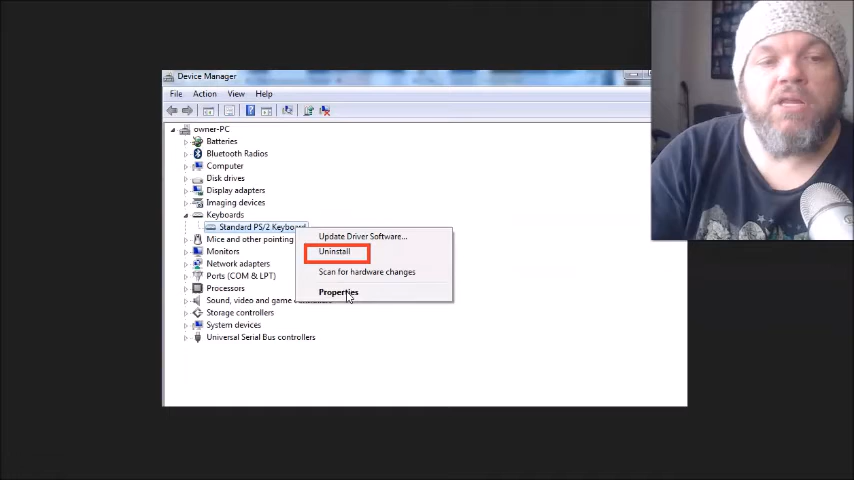 Device Manager
File Action View Help
owner-PC
Batteries
Bluetooth Radios
Computer
Disk drives
Display adapters
Imaging devices
Keyboards
Standard PS/2 Keyboard
Update Driver Software...
Uninstall
Scan for hardware changes
Properties
Mice and other pointing
Monitors
Network adapters
Ports (COM & LPT)
Processors
Sound, video and game
Storage controllers
System devices
Universal Serial Bus controllers